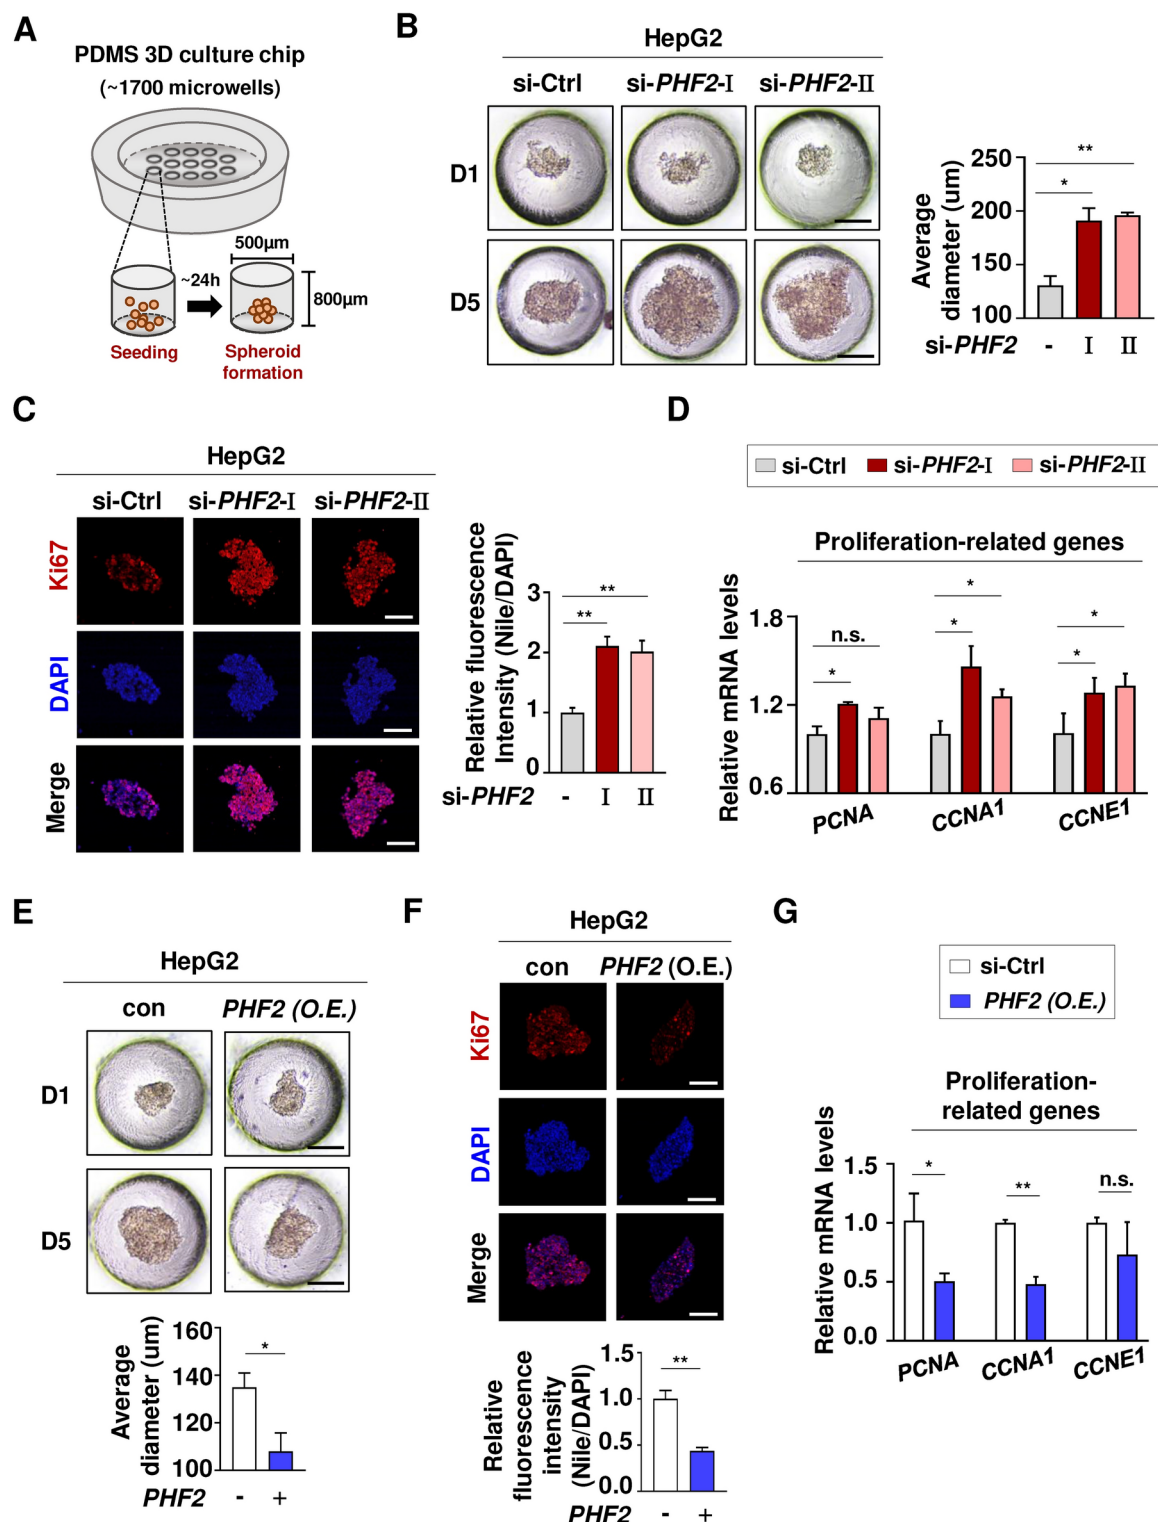 A
PDMS 3D culture chip
(~1700 microwells)
500μm
~24h
800μm
Seeding
Spheroid
formation
B
HepG2
si-Ctrl si-PHF2-I si-PHF2-II
D1
D5
Average
diameter (um)
250
200
150
100
**
*
si-PHF2 - I II
C
HepG2
si-Ctrl si-PHF2-I si-PHF2-II
Ki67
DAPI
Merge
Relative fluorescence
Intensity (Nile/DAPI)
3
2
1
0
**
**
si-PHF2 - I II
D
si-Ctrl si-PHF2-I si-PHF2-II
Proliferation-related genes
Relative mRNA levels
1.8
1.2
0.6
n.s.
*
*
*
*
*
PCNA CCNA1 CCNE1
E
HepG2
con PHF2 (O.E.)
D1
D5
Average
diameter (um)
160
140
120
100
*
PHF2 - +
F
HepG2
con PHF2 (O.E.)
Ki67
DAPI
Merge
Relative
fluorescence
intensity
(Nile/DAPI)
1.5
1.0
0.5
0.0
**
PHF2 - +
G
si-Ctrl
PHF2 (O.E.)
Proliferation-
related genes
Relative mRNA levels
1.5
1.0
0.5
0.0
* ** n.s.
PCNA CCNA1 CCNE1